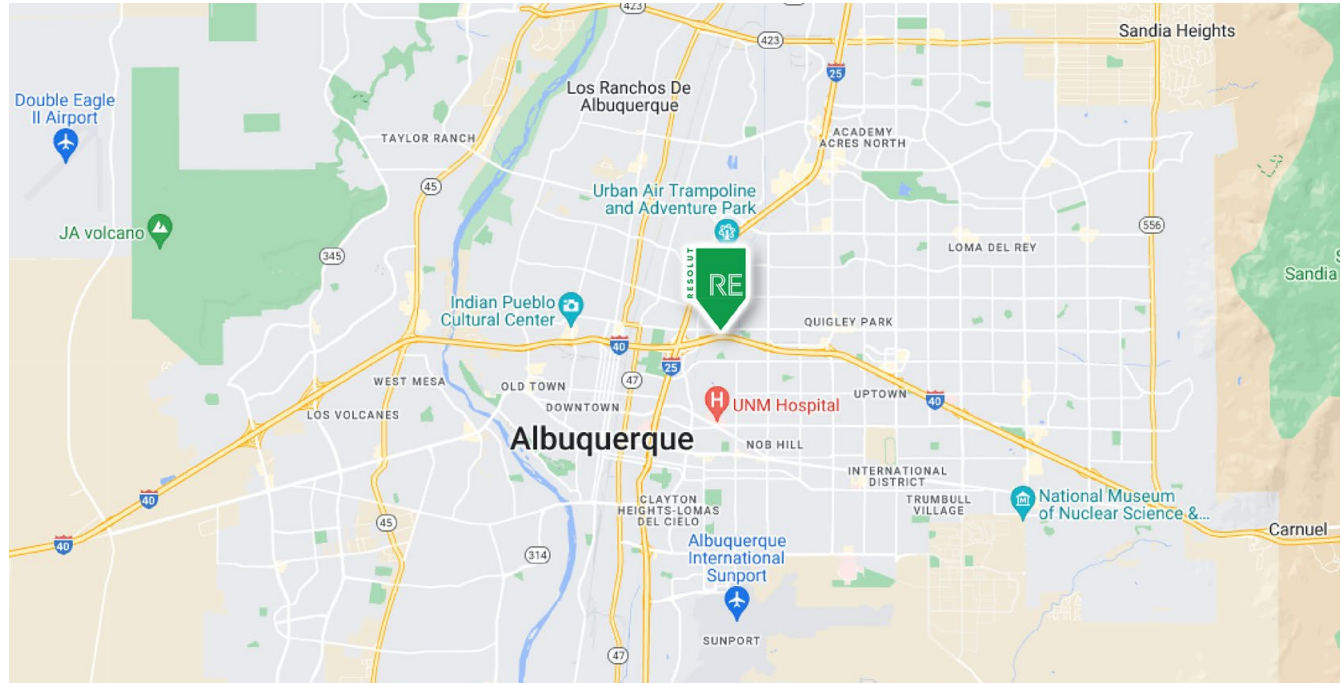 423
423
Sandia Heights
25
Double Eagle
II Airport
Los Ranchos De
Albuquerque
TAYLOR RANCH
ACADEMY
ACRES NORTH
45
Urban Air Trampoline
and Adventure Park
556
JA volcano
345
LOMA DEL REY
RESOLUT
RE
Sandia
Indian Pueblo
Cultural Center
QUIGLEY PARK
40
25
47
WEST MESA
OLD TOWN
UPTOWN
40
LOS VOLCANES
DOWNTOWN
UNM Hospital
Albuquerque
NOB HILL
INTERNATIONAL
DISTRICT
40
CLAYTON
HEIGHTS-LOMAS
DEL CIELO
TRUMBULL
VILLAGE
National Museum
of Nuclear Science &...
45
Carnuel
40
314
Albuquerque
International
Sunport
SUNPORT
47